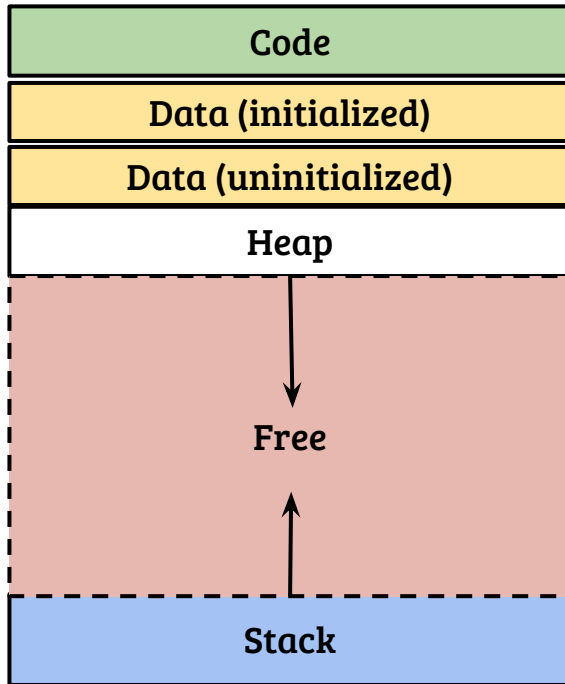 Code
Data (initialized)
Data (uninitialized)
Heap
Free
Stack